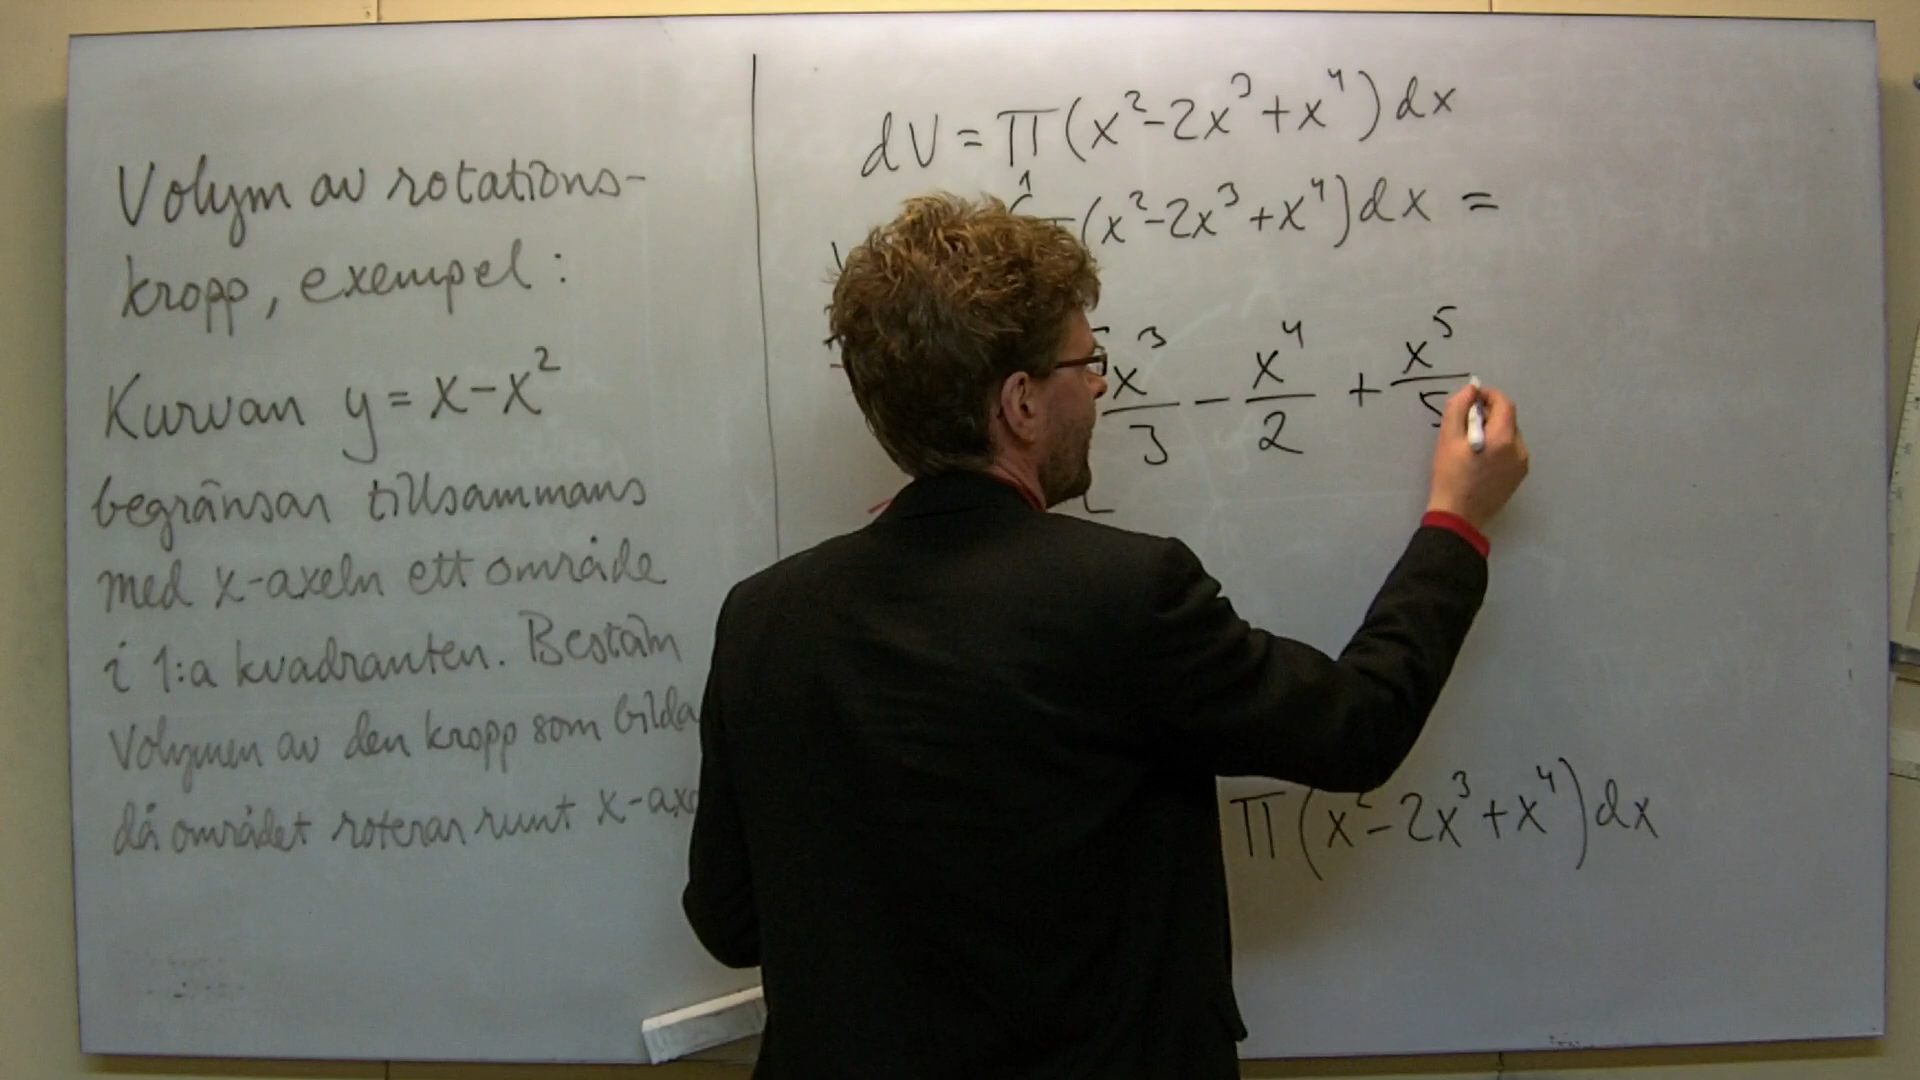 Volym av rotations-
kropp, exempel:
Kurvan y = x - x²
begränsar tillsammans
med x-axeln ett område
i 1:a kvadranten. Bestäm
Volymen av den kropp som bilda
då området roterar runt x-ax
dV = π(x² - 2x³ + x⁴) dx
1
(x² - 2x³ + x⁴) dx =
x³/3 - x⁴/2 + x⁵/5
π(x² - 2x³ + x⁴) dx